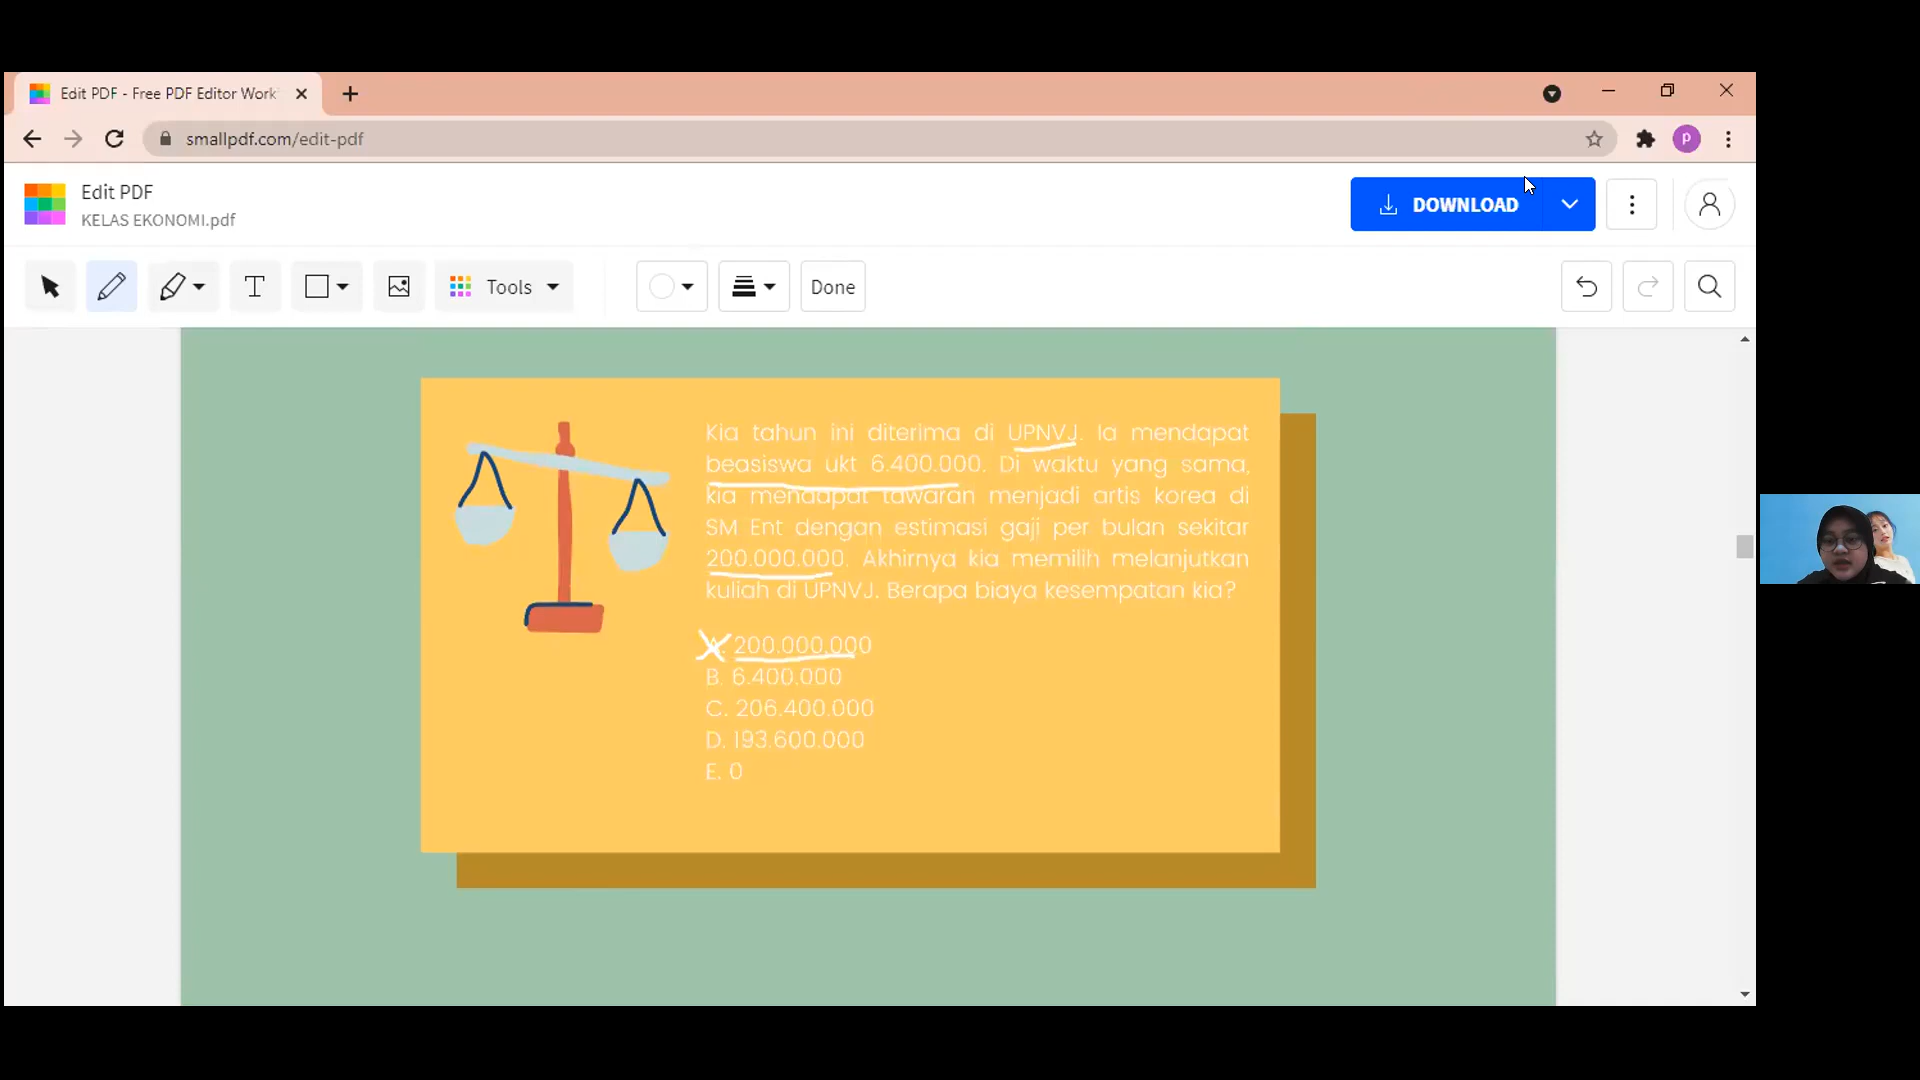 Edit PDF - Free PDF Editor Work
smallpdf.com/edit-pdf
P
Edit PDF
KELAS EKONOMI.pdf
DOWNLOAD
T
Tools
Done
Kia tahun ini diterima di UPNVJ. Ia mendapat
beasiswa ukt 6.400.000. Di waktu yang sama,
kia mendapat tawaran menjadi artis korea di
SM Ent dengan estimasi gaji per bulan sekitar
200.000.000. Akhirnya kia memilih melanjutkan
kuliah di UPNVJ. Berapa biaya kesempatan kia?
A. 200.000.000
B. 6.400.000
C. 206.400.000
D. 193.600.000
E. 0